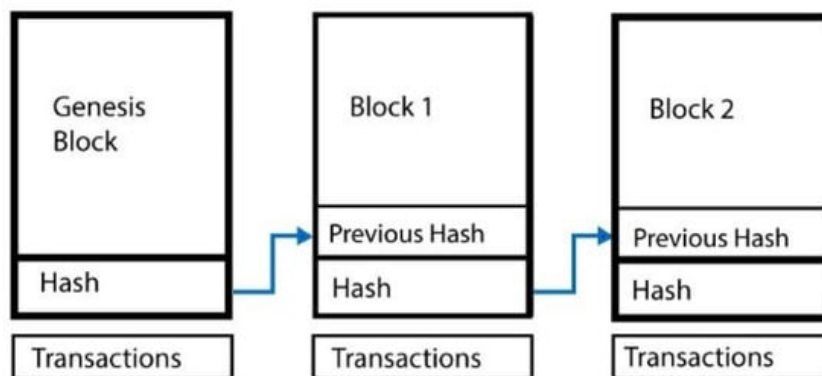 Genesis
Block
Hash
Transactions
Block 1
Previous Hash
Hash
Transactions
Block 2
Previous Hash
Hash
Transactions